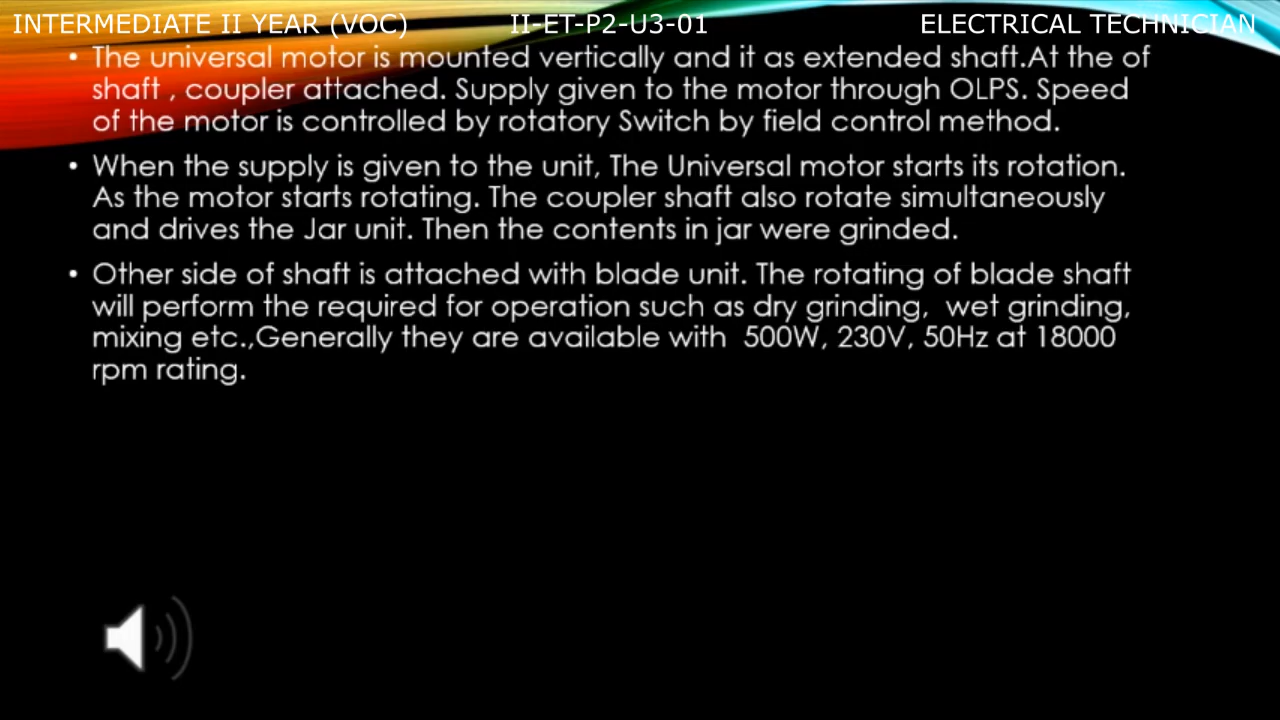 INTERMEDIATE II YEAR (VOC) II-ET-P2-U3-01 ELECTRICAL TECHNICIAN
• The universal motor is mounted vertically and it as extended shaft.At the of
shaft , coupler attached. Supply given to the motor through OLPS. Speed
of the motor is controlled by rotatory Switch by field control method.
• When the supply is given to the unit, The Universal motor starts its rotation.
As the motor starts rotating. The coupler shaft also rotate simultaneously
and drives the Jar unit. Then the contents in jar were grinded.
• Other side of shaft is attached with blade unit. The rotating of blade shaft
will perform the required for operation such as dry grinding, wet grinding,
mixing etc.,Generally they are available with 500W, 230V, 50Hz at 18000
rpm rating.